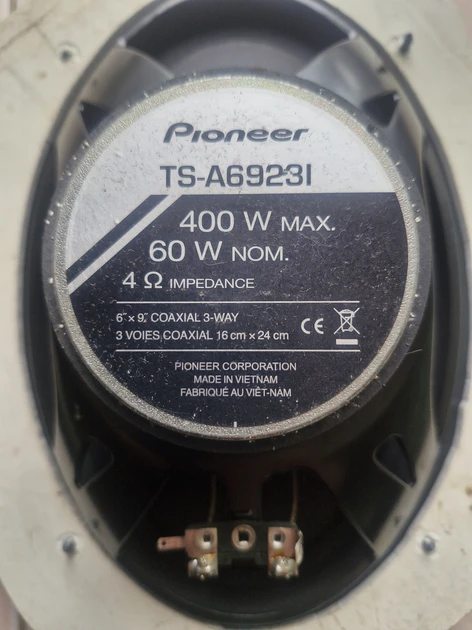 Pioneer
TS-A6923I
400 W MAX.
60 W NOM.
4 Ω IMPEDANCE
6" × 9" COAXIAL 3-WAY
3 VOIES COAXIAL 16 cm × 24 cm
CE
PIONEER CORPORATION
MADE IN VIETNAM
FABRIQUÉ AU VIÊT-NAM